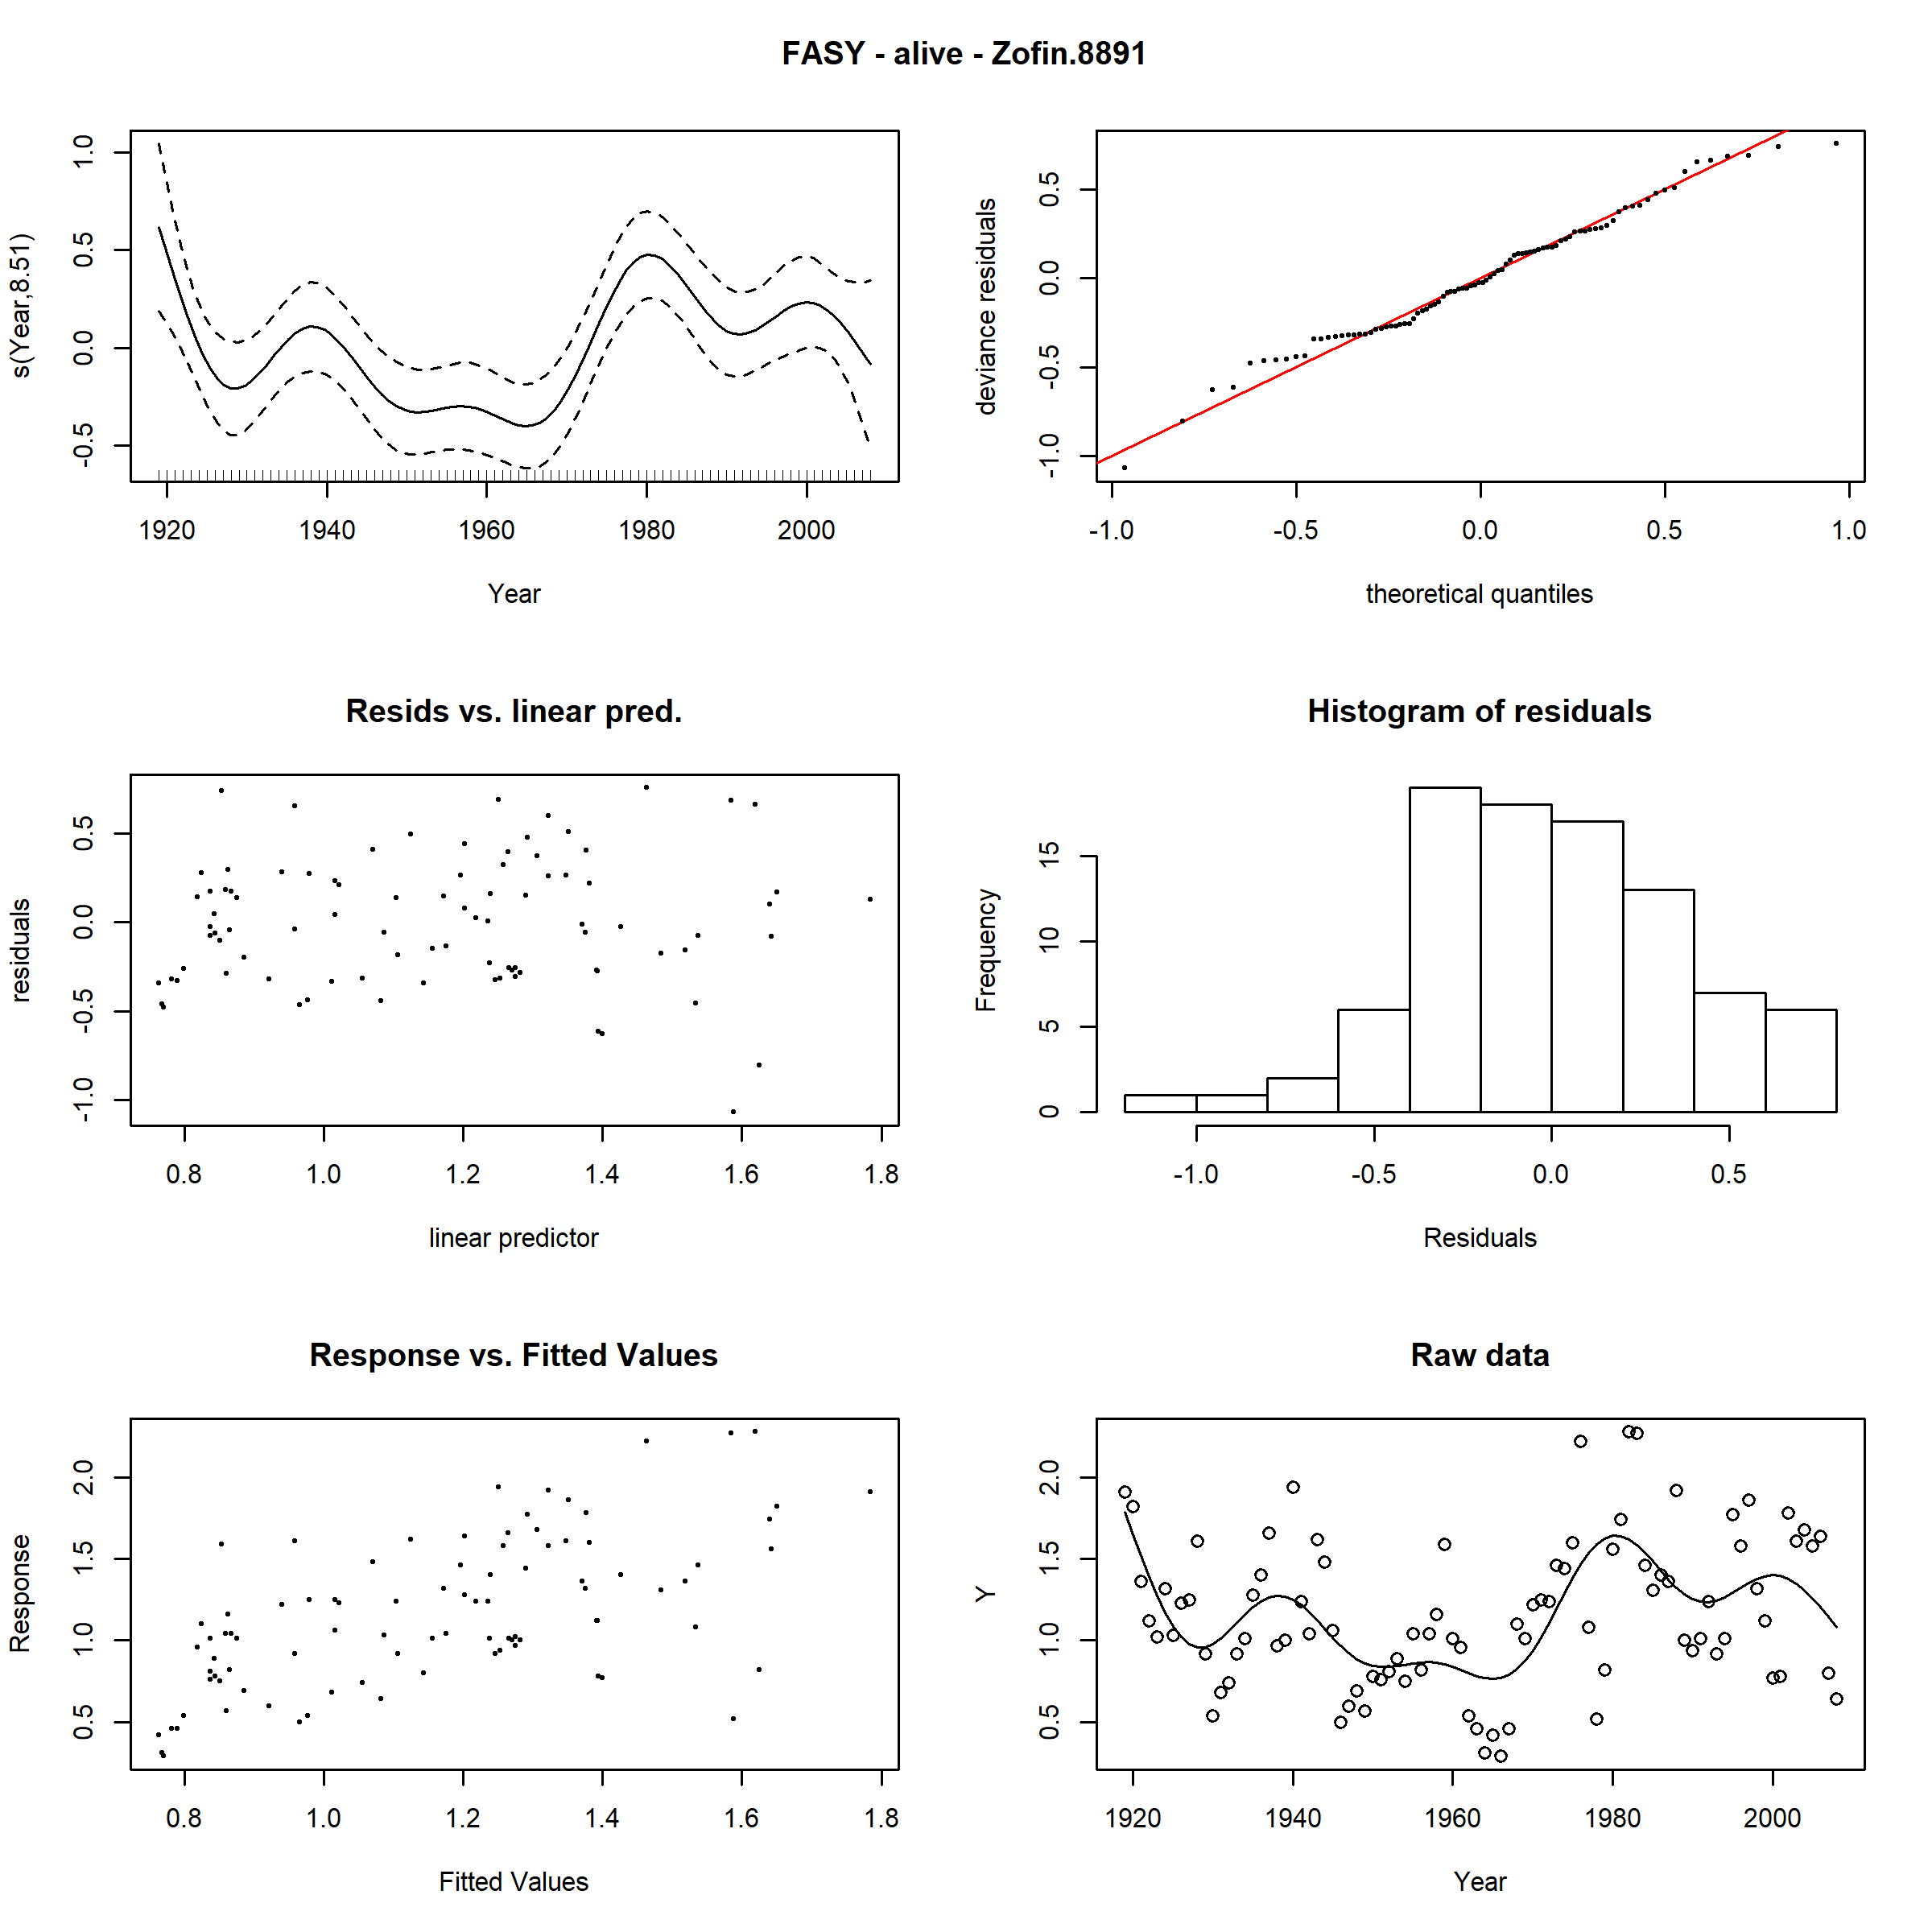 FASY - alive - Zofin.8891
s(Year,8.51)
-0.5 0.0 0.5 1.0
1920 1940 1960 1980 2000
Year
deviance residuals
-1.0 -0.5 0.0 0.5
-1.0 -0.5 0.0 0.5 1.0
theoretical quantiles
Resids vs. linear pred.
residuals
-1.0 -0.5 0.0 0.5
0.8 1.0 1.2 1.4 1.6 1.8
linear predictor
Histogram of residuals
Frequency
0 5 10 15
-1.0 -0.5 0.0 0.5
Residuals
Response vs. Fitted Values
Response
0.5 1.0 1.5 2.0
0.8 1.0 1.2 1.4 1.6 1.8
Fitted Values
Raw data
Y
0.5 1.0 1.5 2.0
1920 1940 1960 1980 2000
Year